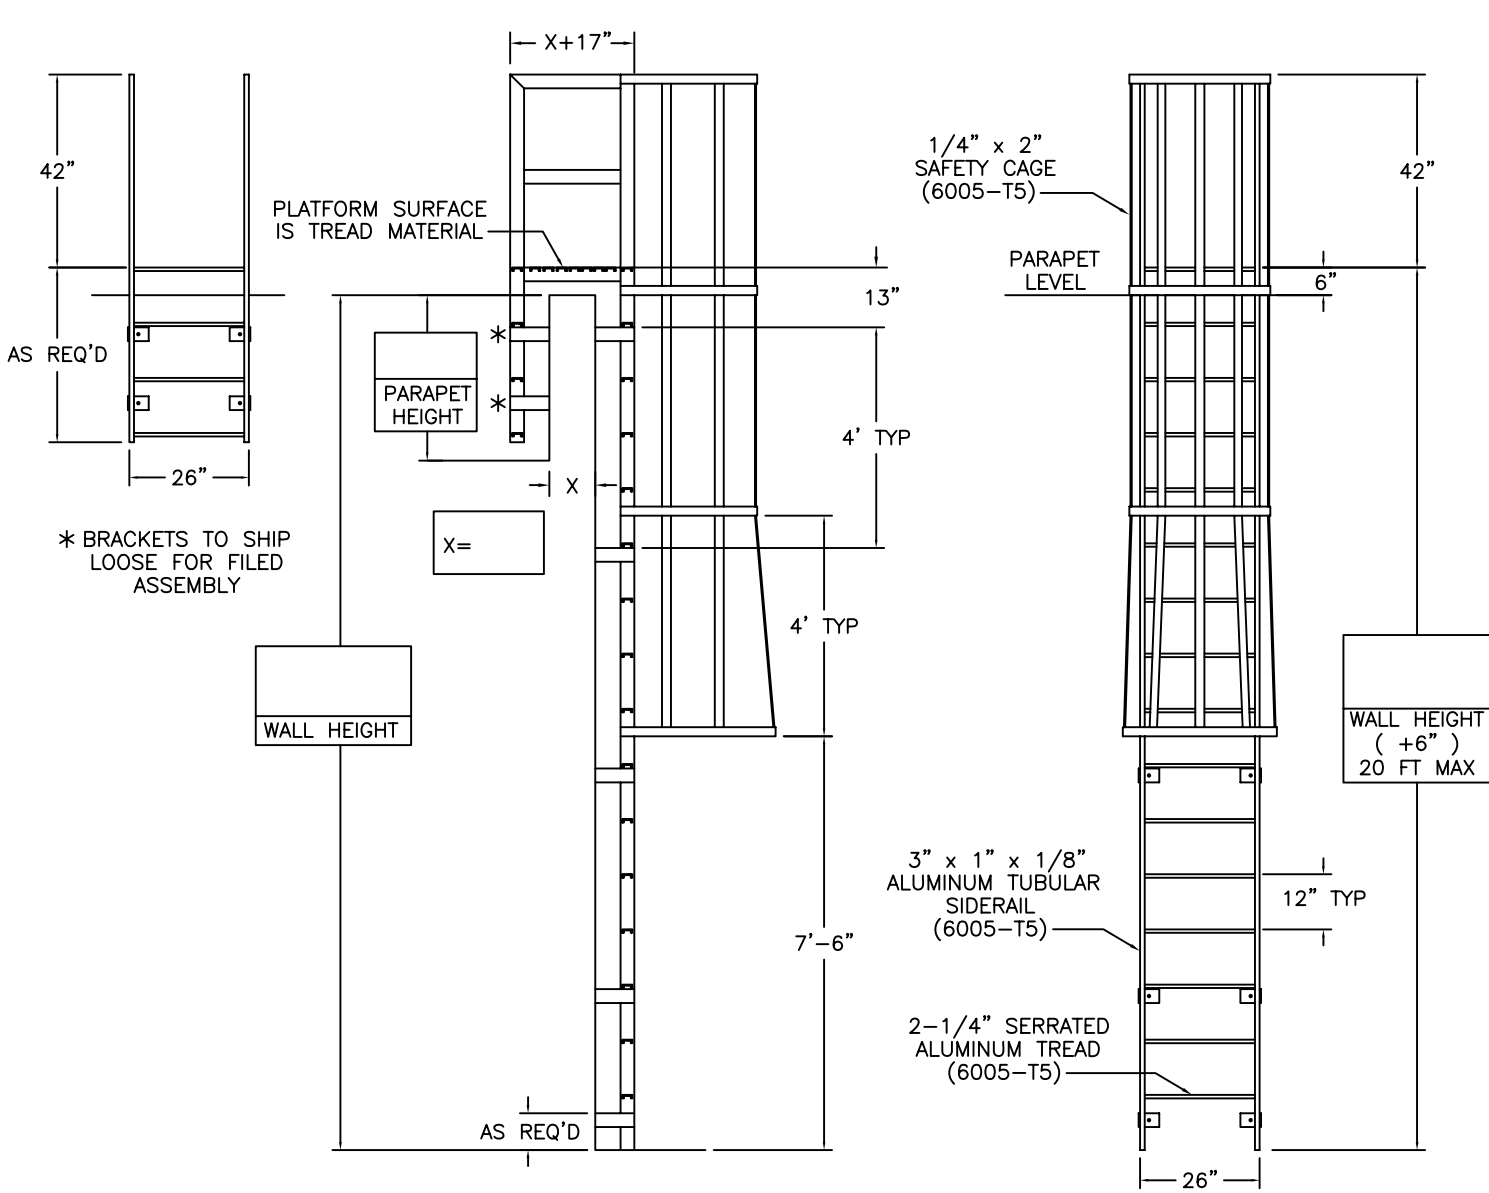 X+17”
42”
PLATFORM SURFACE
IS TREAD MATERIAL
AS REQ'D
26”
* BRACKETS TO SHIP
LOOSE FOR FILED
ASSEMBLY
*
*
PARAPET
HEIGHT
X
X=
WALL HEIGHT
13”
4' TYP
4' TYP
7'-6”
AS REQ'D
1/4” x 2”
SAFETY CAGE
(6005-T5)
PARAPET
LEVEL
42”
6”
WALL HEIGHT
( +6” )
20 FT MAX
3” x 1” x 1/8”
ALUMINUM TUBULAR
SIDERAIL
(6005-T5)
12” TYP
2-1/4” SERRATED
ALUMINUM TREAD
(6005-T5)
26”